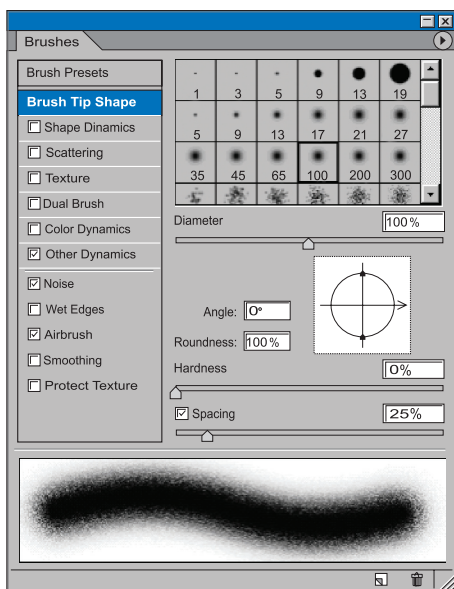 Brushes
Brush Presets
Brush Tip Shape
Shape Dinamics
Scattering
Texture
Dual Brush
Color Dynamics
Other Dynamics
Noise
Wet Edges
Airbrush
Smoothing
Protect Texture
1 3 5 9 13 19
5 9 13 17 21 27
35 45 65 100 200 300
Diameter 100%
Angle: 0°
Roundness: 100%
Hardness 0%
Spacing 25%